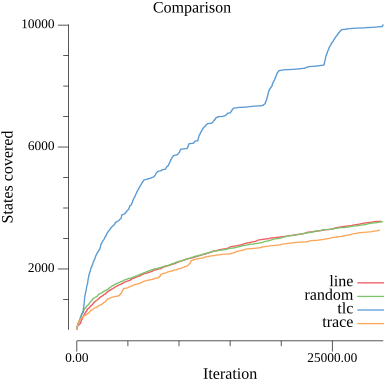 Comparison
States covered
10000
6000
2000
line
random
tlc
trace
0.00
25000.00
Iteration